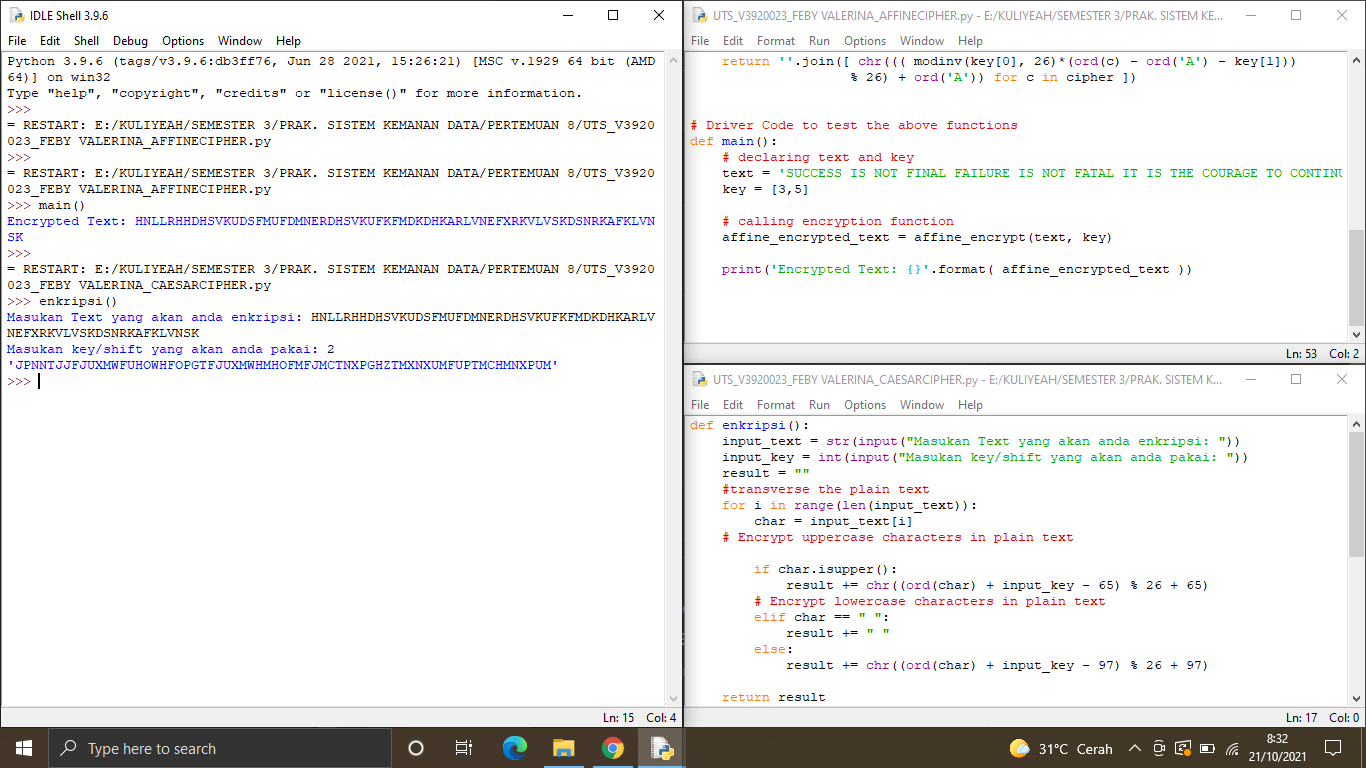 IDLE Shell 3.9.6
File Edit Shell Debug Options Window Help
Python 3.9.6 (tags/v3.9.6:db3ff76, Jun 28 2021, 15:26:21) [MSC v.1929 64 bit (AMD
64)] on win32
Type "help", "copyright", "credits" or "license()" for more information.
>>>
= RESTART: E:/KULIYEAH/SEMESTER 3/PRAK. SISTEM KEMANAN DATA/PERTEMUAN 8/UTS_V3920
023_FEBY VALERINA_AFFINECIPHER.py
>>>
= RESTART: E:/KULIYEAH/SEMESTER 3/PRAK. SISTEM KEMANAN DATA/PERTEMUAN 8/UTS_V3920
023_FEBY VALERINA_AFFINECIPHER.py
>>> main()
Encrypted Text: HNLLRHHDHSVKUDSFMUFDMNERDHSVKUFKFMDKDHKARLVNEFXRKVLVSKDSNRKAFKLVN
SK
>>>
= RESTART: E:/KULIYEAH/SEMESTER 3/PRAK. SISTEM KEMANAN DATA/PERTEMUAN 8/UTS_V3920
023_FEBY VALERINA_CAESARCIPHER.py
>>> enkripsi()
Masukan Text yang akan anda enkripsi: HNLLRHHDHSVKUDSFMUFDMNERDHSVKUFKFMDKDHKARLV
NEFXRKVLVSKDSNRKAFKLVNSK
Masukan key/shift yang akan anda pakai: 2
'JPNNTJJFJUXMWFUHOWHFOPGTFJUXMWHMHOFMFJMCTNXPGHZTMXNXUMFUPTMCHMNXPUM'
>>>
Ln: 15 Col: 4
UTS_V3920023_FEBY VALERINA_AFFINECIPHER.py - E:/KULIYEAH/SEMESTER 3/PRAK. SISTEM KE...
File Edit Format Run Options Window Help
return ''.join([ chr((( modinv(key[0], 26)*(ord(c) - ord('A') - key[1]))
% 26) + ord('A')) for c in cipher ])
# Driver Code to test the above functions
def main():
# declaring text and key
text = 'SUCCESS IS NOT FINAL FAILURE IS NOT FATAL IT IS THE COURAGE TO CONTINU
key = [3,5]
# calling encryption function
affine_encrypted_text = affine_encrypt(text, key)
print('Encrypted Text: {}'.format( affine_encrypted_text ))
Ln: 53 Col: 2
UTS_V3920023_FEBY VALERINA_CAESARCIPHER.py - E:/KULIYEAH/SEMESTER 3/PRAK. SISTEM K...
File Edit Format Run Options Window Help
def enkripsi():
input_text = str(input("Masukan Text yang akan anda enkripsi: "))
input_key = int(input("Masukan key/shift yang akan anda pakai: "))
result = ""
#transverse the plain text
for i in range(len(input_text)):
char = input_text[i]
# Encrypt uppercase characters in plain text
if char.isupper():
result += chr((ord(char) + input_key - 65) % 26 + 65)
# Encrypt lowercase characters in plain text
elif char == " ":
result += " "
else:
result += chr((ord(char) + input_key - 97) % 26 + 97)
return result
Ln: 17 Col: 0
Type here to search
31°C Cerah
8:32
21/10/2021